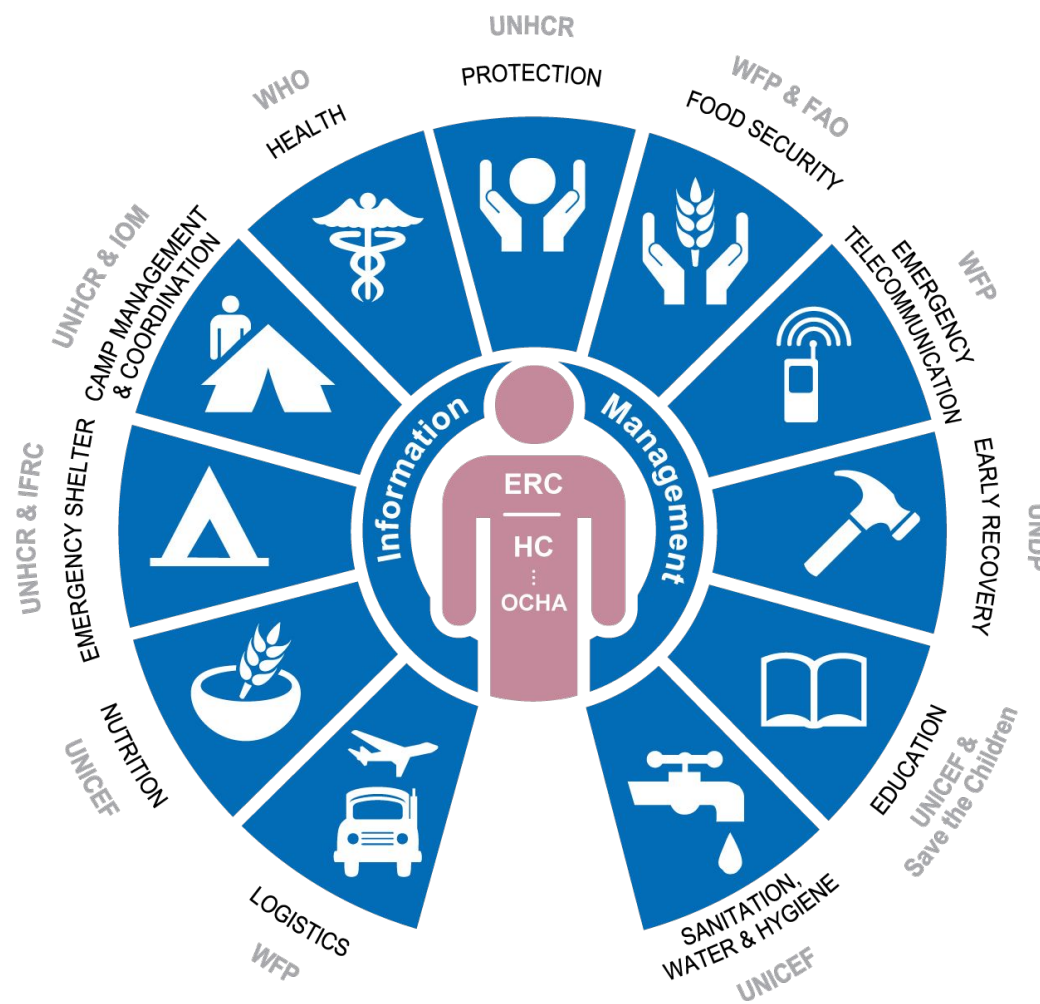 UNHCR
PROTECTION
WFP & FAO
FOOD SECURITY
WFP
EMERGENCY
TELECOMMUNICATION
UNDP
EARLY RECOVERY
EDUCATION
UNICEF &
Save the Children
SANITATION,
WATER & HYGIENE
UNICEF
LOGISTICS
WFP
NUTRITION
UNICEF
UNHCR & IFRC
EMERGENCY SHELTER
UNHCR & IOM
CAMP MANAGEMENT
& COORDINATION
WHO
HEALTH
Information
Management
ERC
HC
OCHA